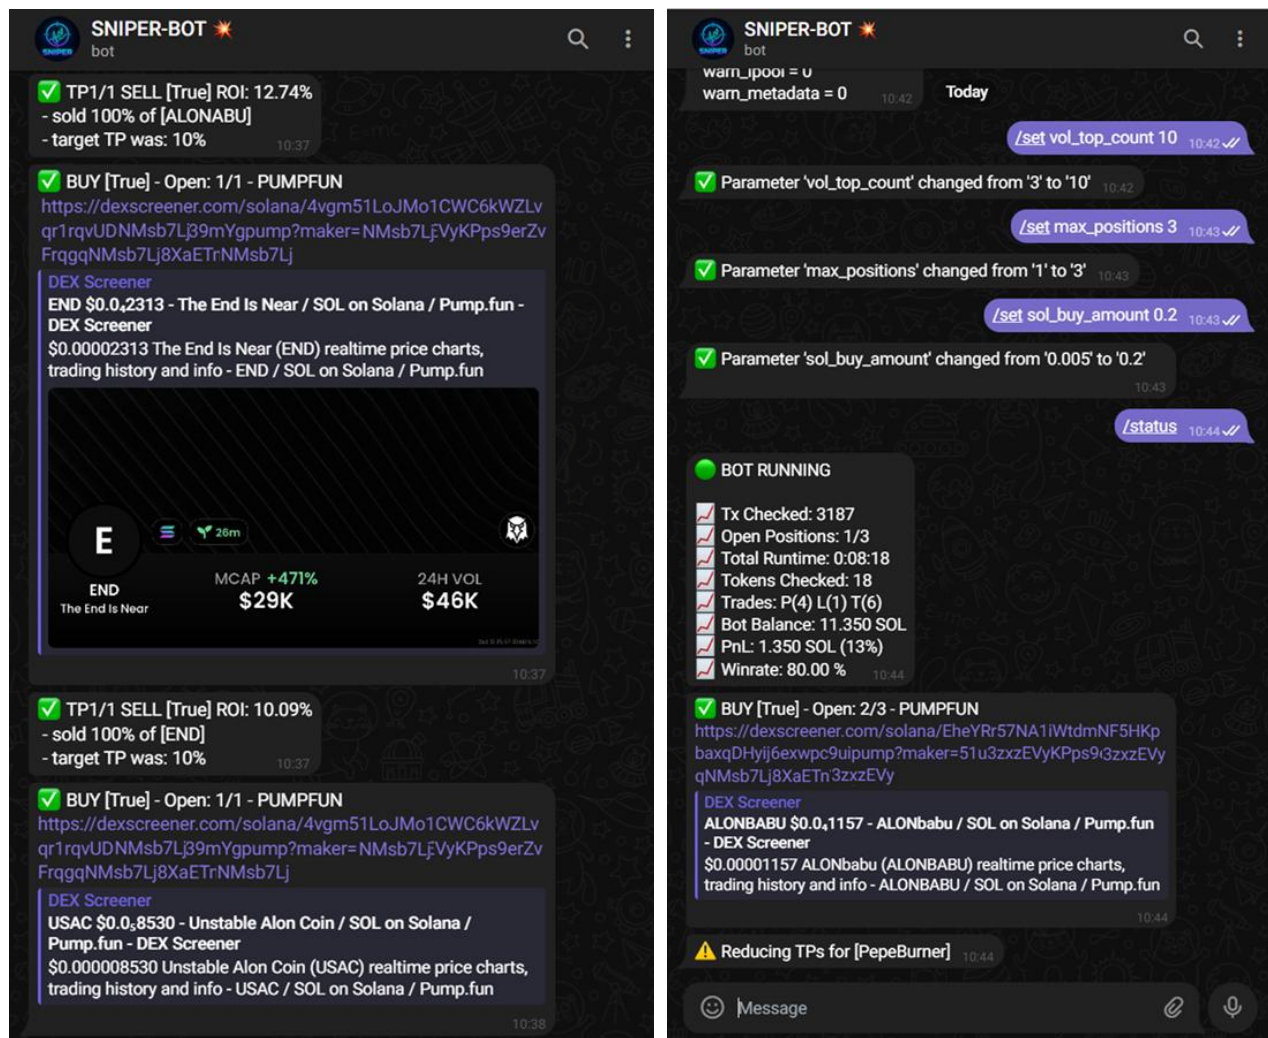 SNIPER-BOT 💥
bot
SNIPER
✅ TP1/1 SELL [True] ROI: 12.74%
- sold 100% of [ALONABU]
- target TP was: 10%
10:37
✅ BUY [True] - Open: 1/1 - PUMPFUN
https://dexscreener.com/solana/4vgm51LoJMo1CWC6kWZLv
qr1rqvUDNMsb7Lj39mYgpump?maker=NMsb7LjEVyKPps9erZv
FrqgqNMsb7Lj8XaETrNMsb7Lj
DEX Screener
END $0.0₄2313 - The End Is Near / SOL on Solana / Pump.fun -
DEX Screener
$0.00002313 The End Is Near (END) realtime price charts,
trading history and info - END / SOL on Solana / Pump.fun
E
26m
END
The End Is Near
MCAP +471%
$29K
24H VOL
$46K
10:37
✅ TP1/1 SELL [True] ROI: 10.09%
- sold 100% of [END]
- target TP was: 10%
10:37
✅ BUY [True] - Open: 1/1 - PUMPFUN
https://dexscreener.com/solana/4vgm51LoJMo1CWC6kWZLv
qr1rqvUDNMsb7Lj39mYgpump?maker=NMsb7LjEVyKPps9erZv
FrqgqNMsb7Lj8XaETrNMsb7Lj
DEX Screener
USAC $0.0₅8530 - Unstable Alon Coin / SOL on Solana /
Pump.fun - DEX Screener
$0.000008530 Unstable Alon Coin (USAC) realtime price charts,
trading history and info - USAC / SOL on Solana / Pump.fun
10:38
SNIPER-BOT 💥
bot
SNIPER
warn_lpool = 0
warn_metadata = 0 10:42
Today
/set vol_top_count 10 10:42
✅ Parameter 'vol_top_count' changed from '3' to '10' 10:42
/set max_positions 3 10:43
✅ Parameter 'max_positions' changed from '1' to '3' 10:43
/set sol_buy_amount 0.2 10:43
✅ Parameter 'sol_buy_amount' changed from '0.005' to '0.2'
10:43
/status 10:44
🟢 BOT RUNNING
📈 Tx Checked: 3187
📈 Open Positions: 1/3
📈 Total Runtime: 0:08:18
📈 Tokens Checked: 18
📈 Trades: P(4) L(1) T(6)
📈 Bot Balance: 11.350 SOL
📈 PnL: 1.350 SOL (13%)
📈 Winrate: 80.00 % 10:44
✅ BUY [True] - Open: 2/3 - PUMPFUN
https://dexscreener.com/solana/EheYRr57NA1iWtdmNF5HKp
baxqDHyij6exwpc9uipump?maker=51u3zxzEVyKPps9(3zxzEVy
qNMsb7Lj8XaETn3zxzEVy
DEX Screener
ALONBABU $0.0₄1157 - ALONbabu / SOL on Solana / Pump.fun
- DEX Screener
$0.00001157 ALONbabu (ALONBABU) realtime price charts,
trading history and info - ALONBABU / SOL on Solana / Pump.fun
10:44
⚠️ Reducing TPs for [PepeBurner] 10:44
Message